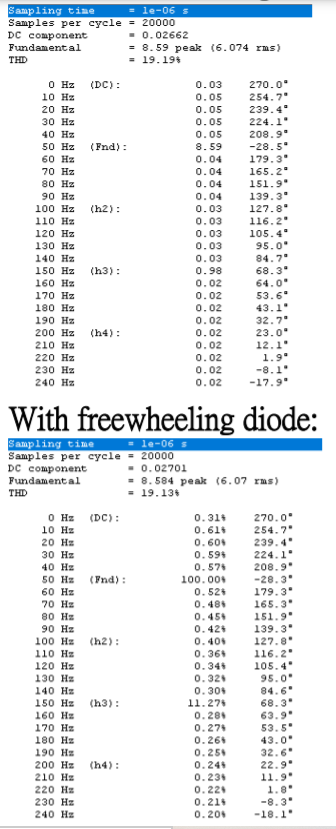 Sampling time = 1e-06 s
Samples per cycle = 20000
DC component = 0.02662
Fundamental = 8.59 peak (6.074 rms)
THD = 19.19%
0 Hz (DC): 0.03 270.0°
10 Hz 0.05 254.7°
20 Hz 0.05 239.4°
30 Hz 0.05 224.1°
40 Hz 0.05 208.9°
50 Hz (Fnd): 8.59 -28.5°
60 Hz 0.04 179.3°
70 Hz 0.04 165.2°
80 Hz 0.04 151.9°
90 Hz 0.04 139.3°
100 Hz (h2): 0.03 127.8°
110 Hz 0.03 116.2°
120 Hz 0.03 105.4°
130 Hz 0.03 95.0°
140 Hz 0.03 84.7°
150 Hz (h3): 0.98 68.3°
160 Hz 0.02 64.0°
170 Hz 0.02 53.6°
180 Hz 0.02 43.1°
190 Hz 0.02 32.7°
200 Hz (h4): 0.02 23.0°
210 Hz 0.02 12.1°
220 Hz 0.02 1.9°
230 Hz 0.02 -8.1°
240 Hz 0.02 -17.9°
With freewheeling diode:
Sampling time = 1e-06 s
Samples per cycle = 20000
DC component = 0.02701
Fundamental = 8.584 peak (6.07 rms)
THD = 19.13%
0 Hz (DC): 0.31% 270.0°
10 Hz 0.61% 254.7°
20 Hz 0.60% 239.4°
30 Hz 0.59% 224.1°
40 Hz 0.57% 208.9°
50 Hz (Fnd): 100.00% -28.3°
60 Hz 0.52% 179.3°
70 Hz 0.48% 165.3°
80 Hz 0.45% 151.9°
90 Hz 0.42% 139.3°
100 Hz (h2): 0.40% 127.8°
110 Hz 0.36% 116.2°
120 Hz 0.34% 105.4°
130 Hz 0.32% 95.0°
140 Hz 0.30% 84.6°
150 Hz (h3): 11.27% 68.3°
160 Hz 0.28% 63.9°
170 Hz 0.27% 53.5°
180 Hz 0.26% 43.0°
190 Hz 0.25% 32.6°
200 Hz (h4): 0.24% 22.9°
210 Hz 0.23% 11.9°
220 Hz 0.22% 1.8°
230 Hz 0.21% -8.3°
240 Hz 0.20% -18.1°